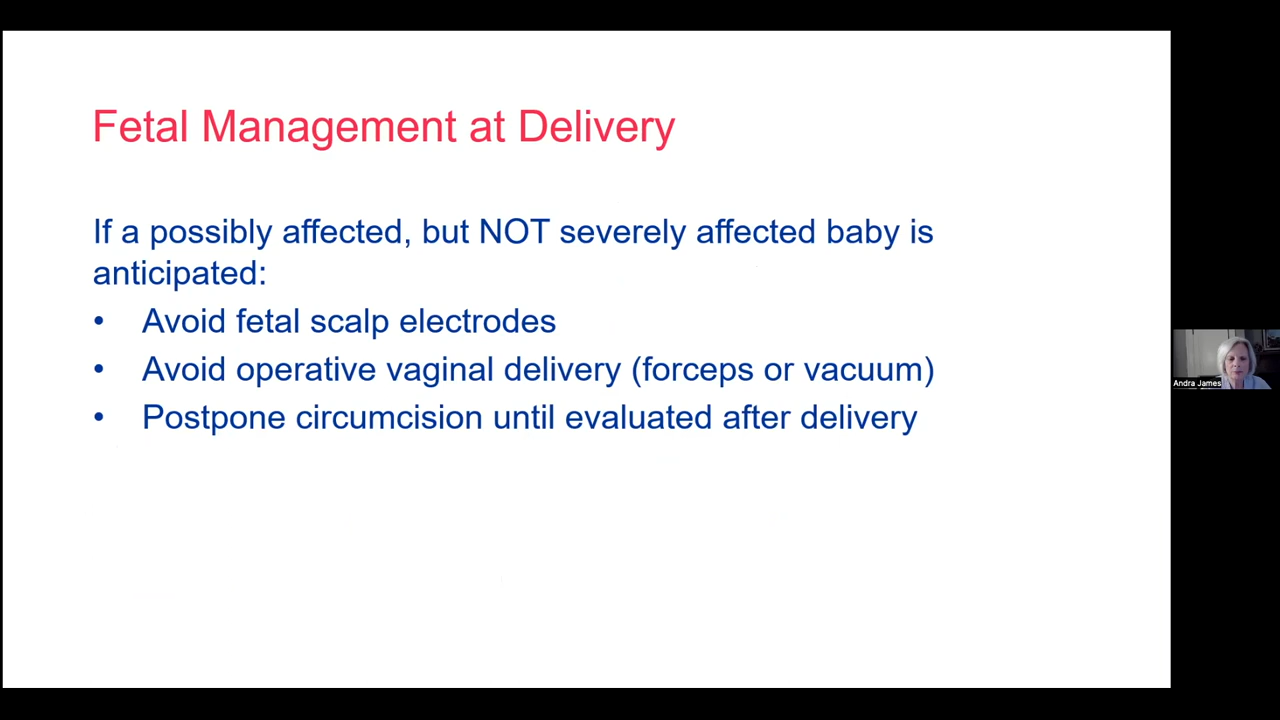 Fetal Management at Delivery
If a possibly affected, but NOT severely affected baby is
anticipated:
• Avoid fetal scalp electrodes
• Avoid operative vaginal delivery (forceps or vacuum)
• Postpone circumcision until evaluated after delivery
Andra James